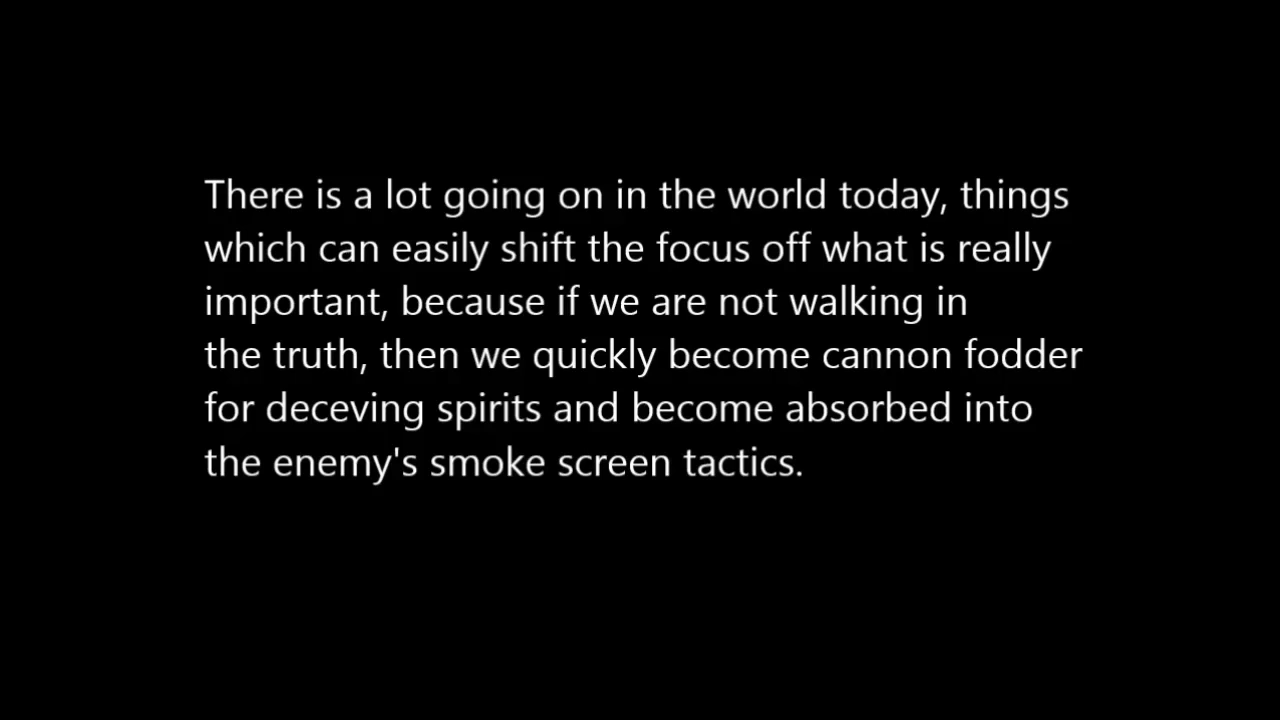 There is a lot going on in the world today, things
which can easily shift the focus off what is really
important, because if we are not walking in
the truth, then we quickly become cannon fodder
for deceving spirits and become absorbed into
the enemy's smoke screen tactics.